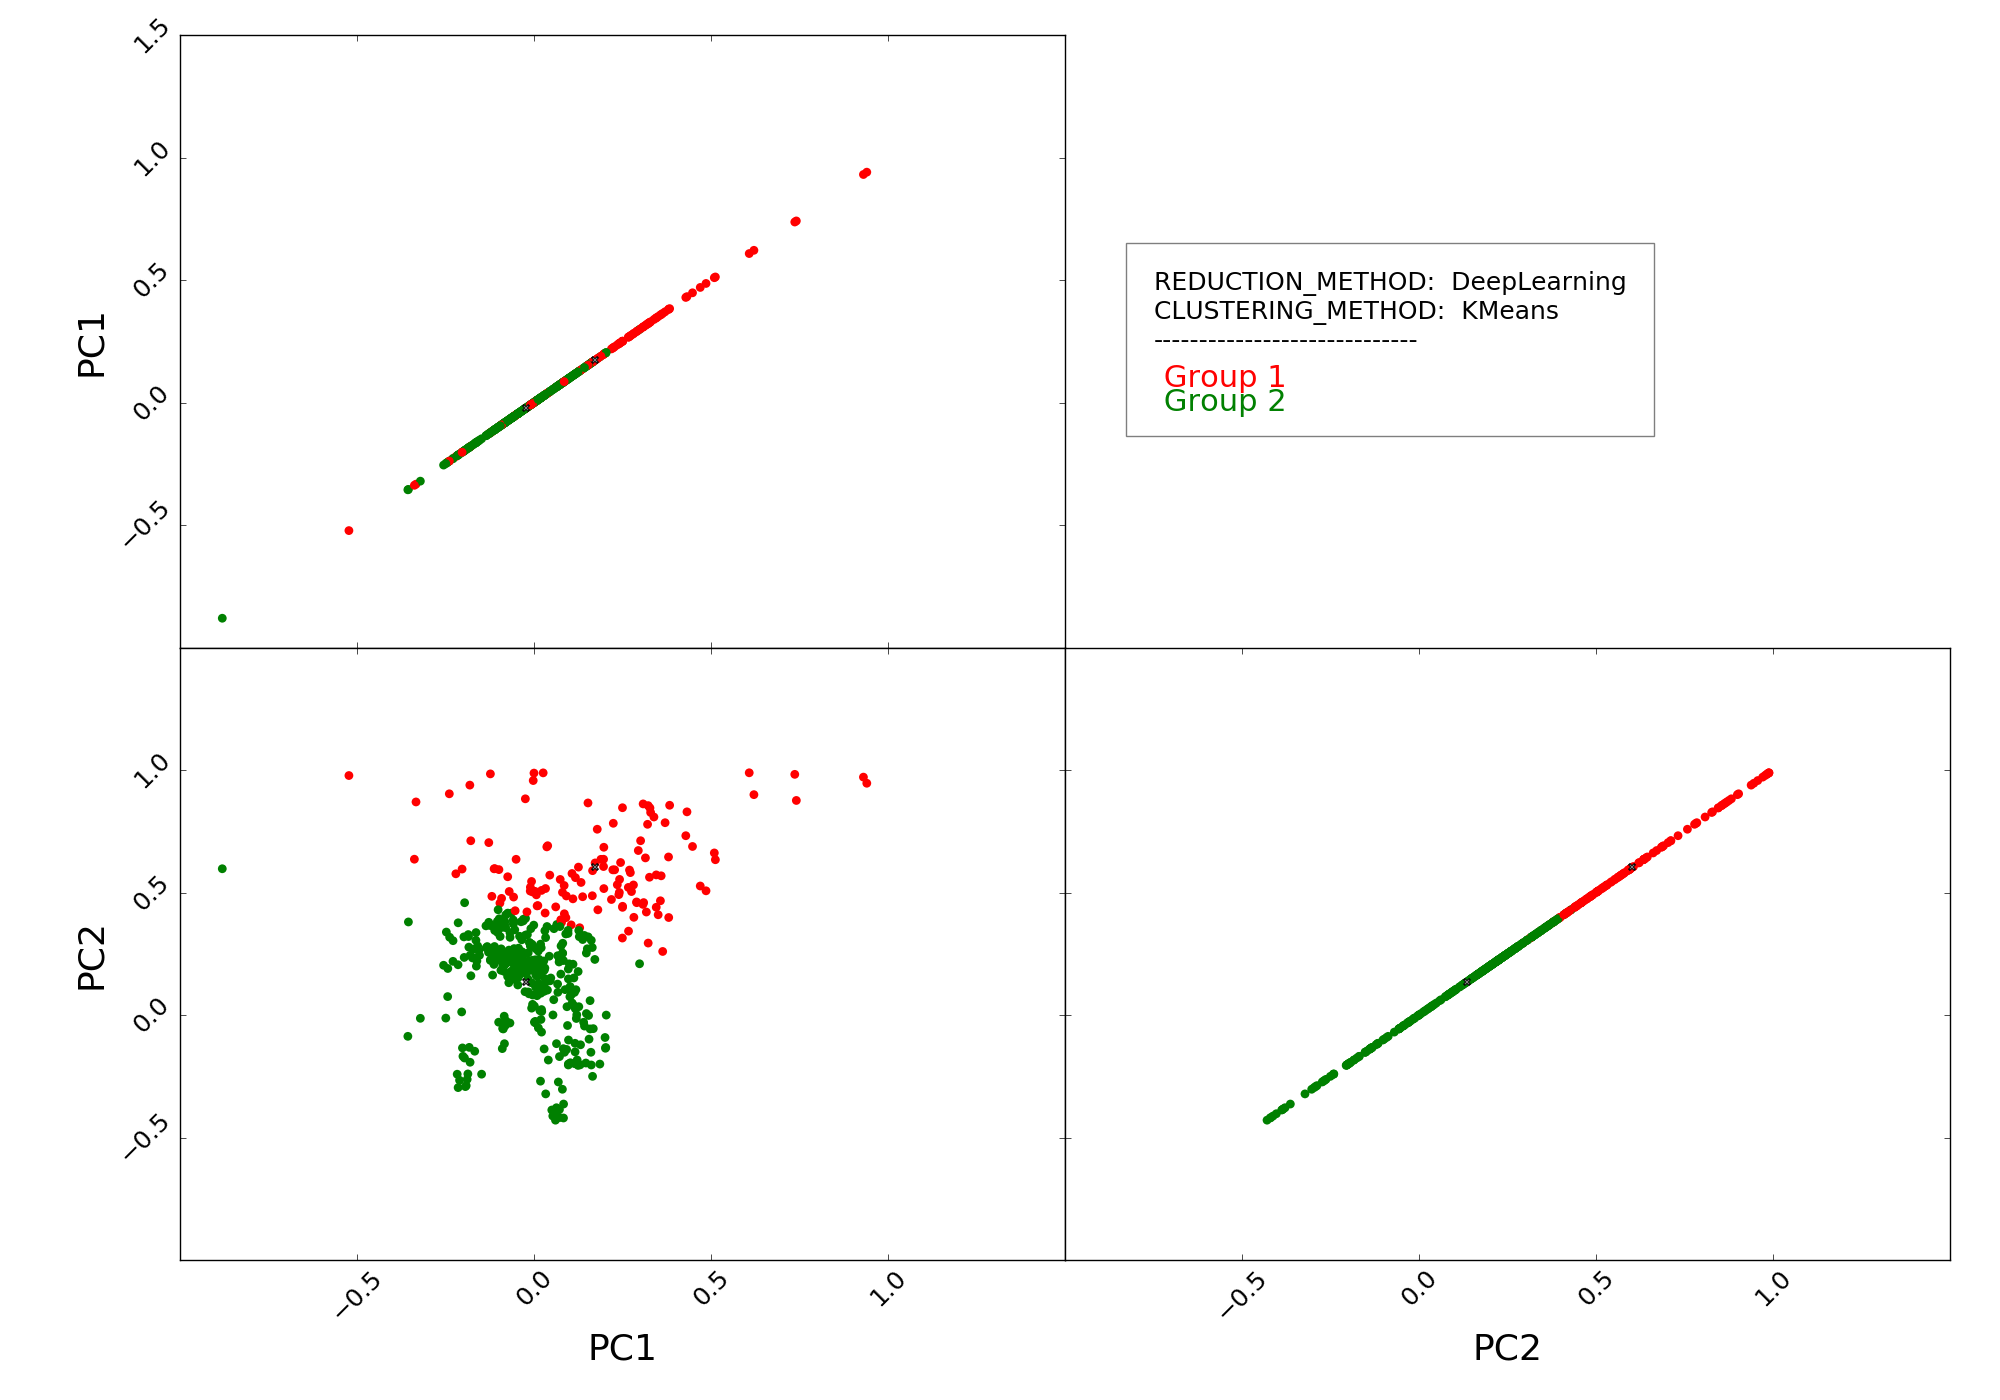 1.5
1.0
0.5
0.0
−0.5
PC1
REDUCTION_METHOD:  DeepLearning
CLUSTERING_METHOD:  KMeans
------------------------------
Group 1
Group 2
1.0
0.5
0.0
−0.5
PC2
−0.5 0.0 0.5 1.0
−0.5 0.0 0.5 1.0
PC1
PC2